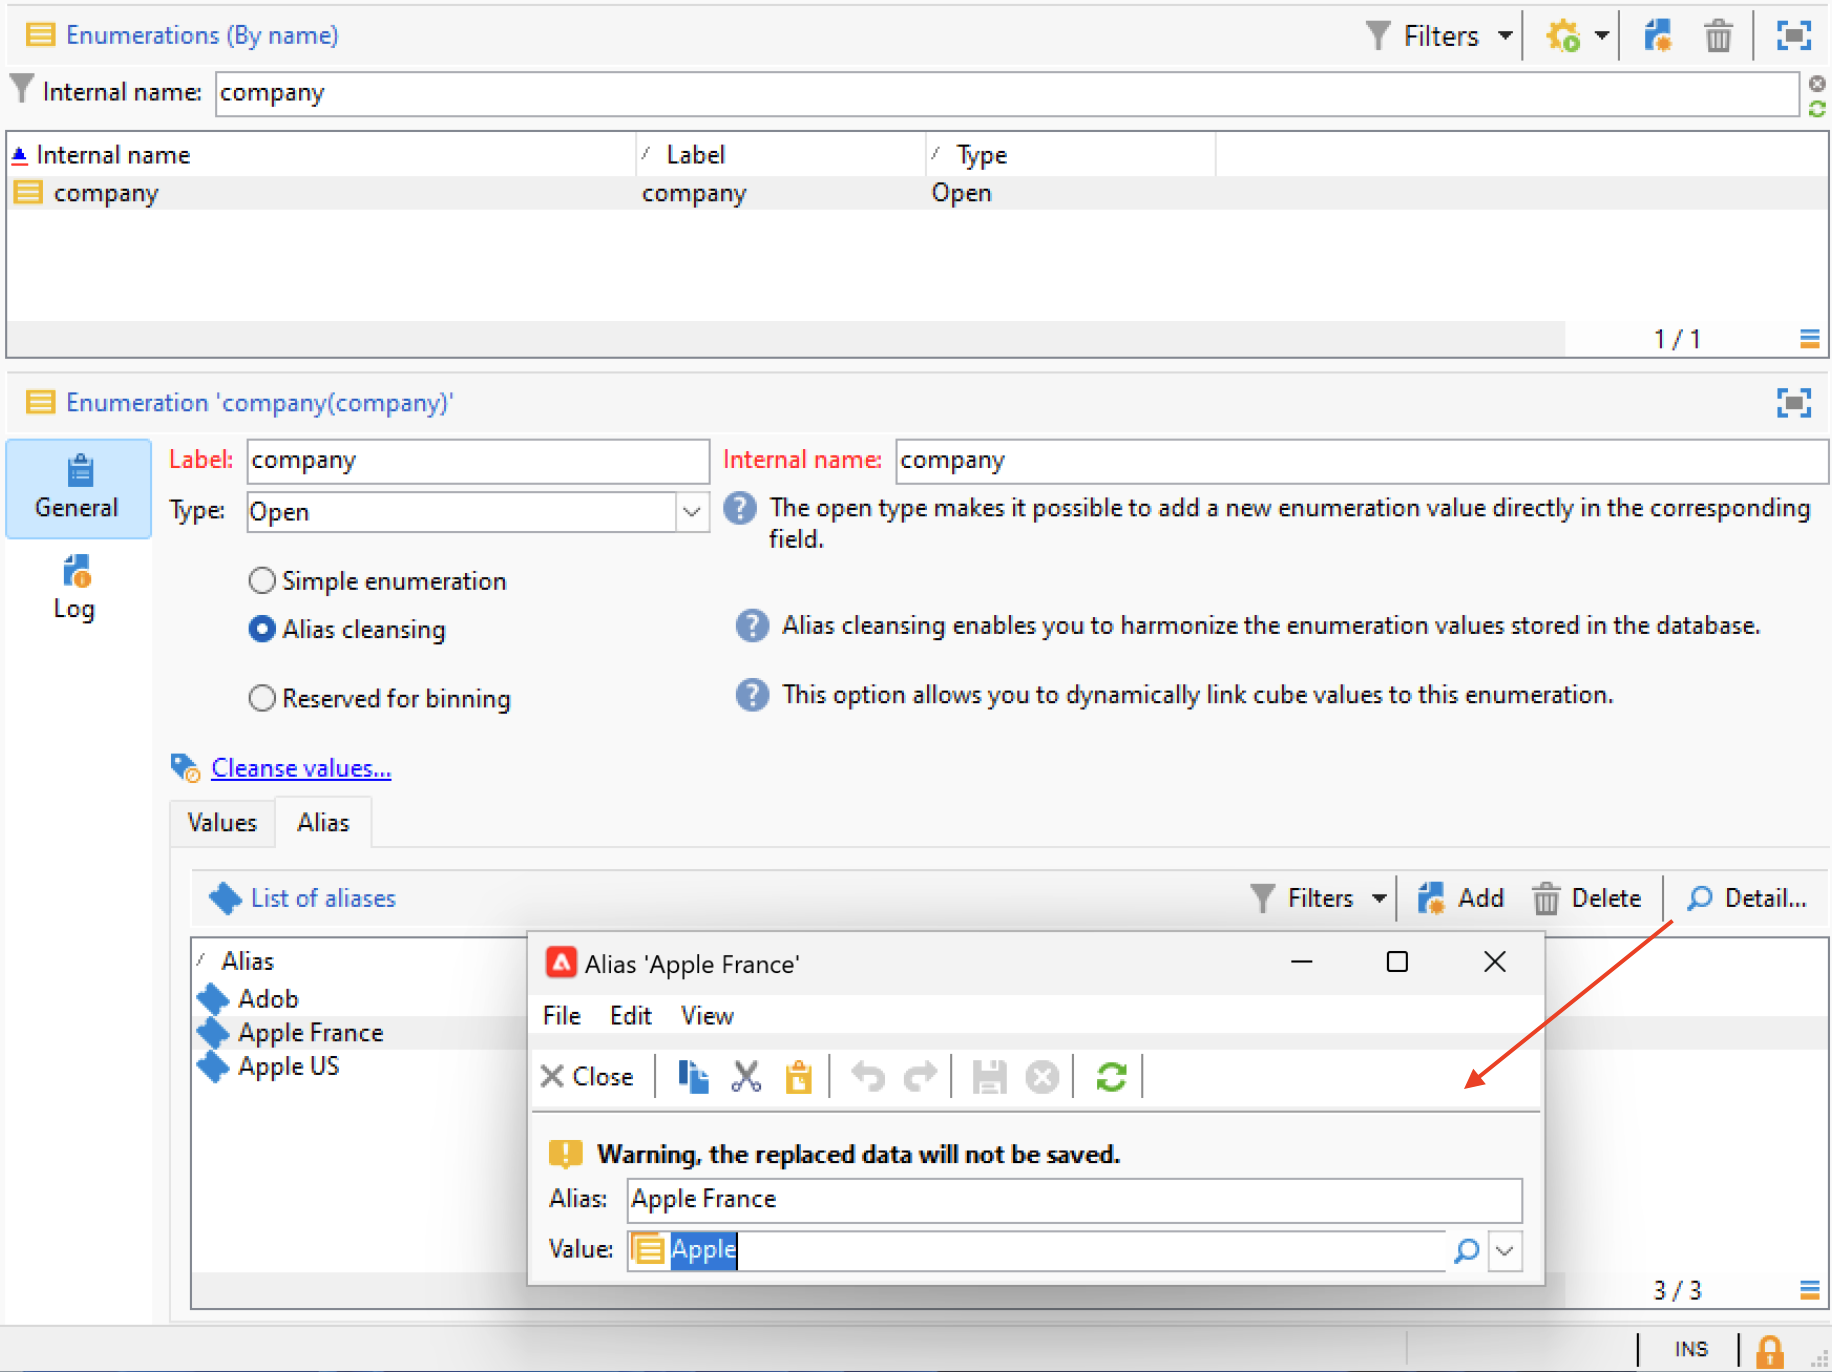 Enumerations (By name)
Filters
Internal name: company
Internal name Label Type
company company Open
1 / 1
Enumeration 'company(company)'
General
Log
Label: company Internal name: company
Type: Open
The open type makes it possible to add a new enumeration value directly in the corresponding
field.
Simple enumeration
Alias cleansing
Alias cleansing enables you to harmonize the enumeration values stored in the database.
Reserved for binning
This option allows you to dynamically link cube values to this enumeration.
Cleanse values...
Values Alias
List of aliases
Filters Add Delete Detail...
Alias
Adob
Apple France
Apple US
Alias 'Apple France'
File Edit View
Close
Warning, the replaced data will not be saved.
Alias: Apple France
Value: Apple
3 / 3
INS